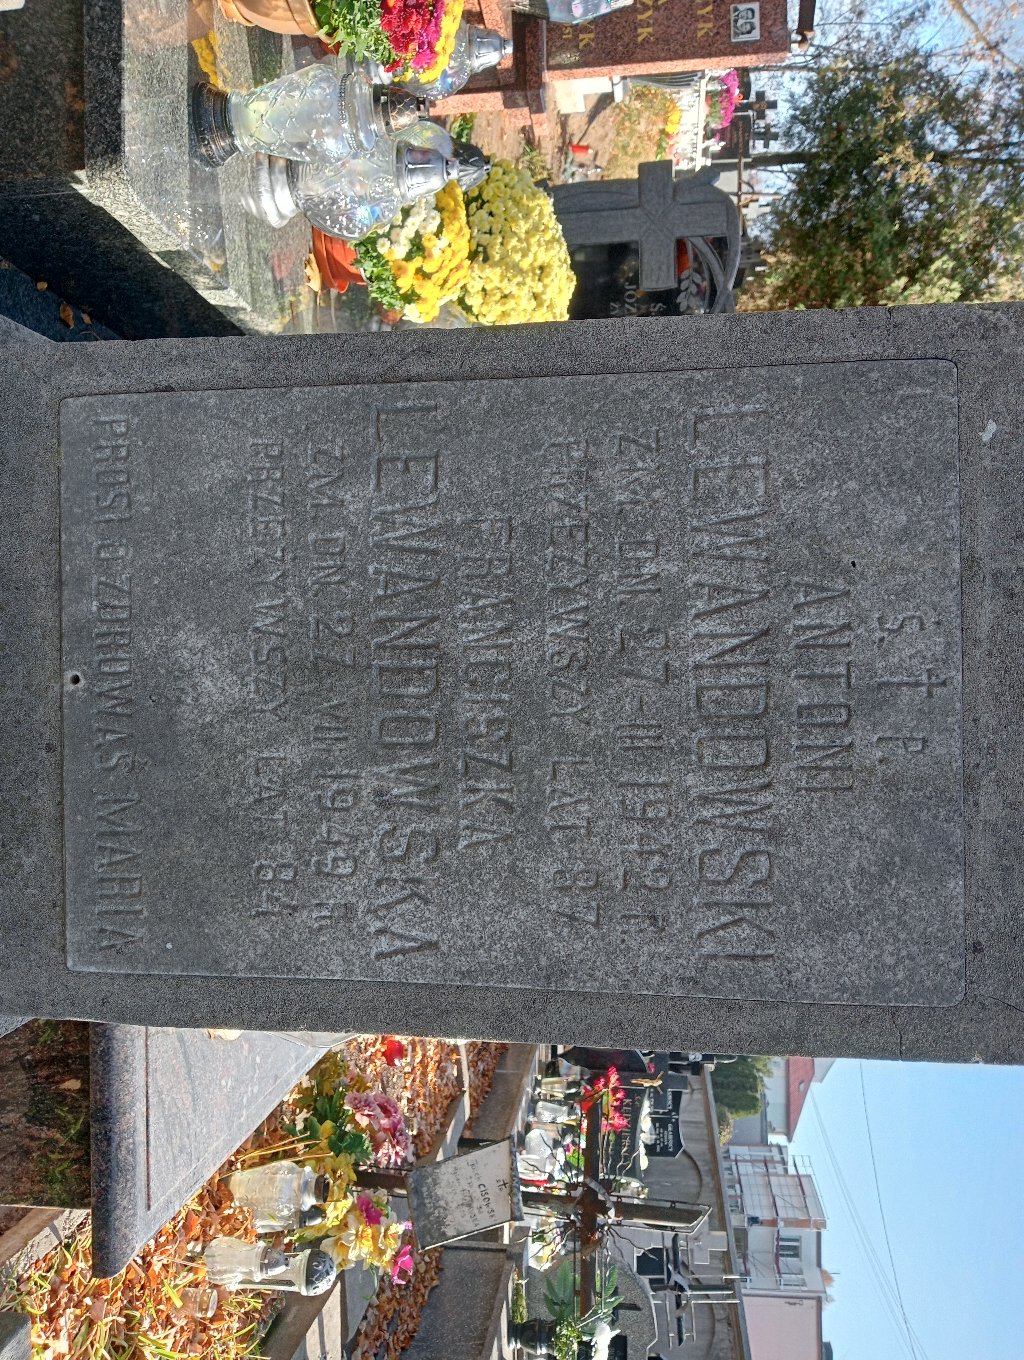 Ś. † P.
ANTONI
LEWANDOWSKI
ZM. DN. 27-III-1942 r.
PRZEŻYWSZY LAT 87
FRANCISZKA
LEWANDOWSKA
ZM. DN. 27. VII. 1949 r.
PRZEŻYWSZY LAT 84
PROSI O ZDROWAŚ MARIA